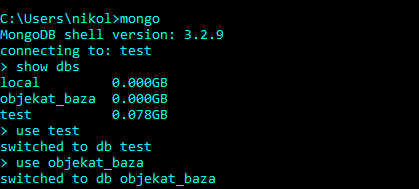 C:\Users\nikol>mongo
MongoDB shell version: 3.2.9
connecting to: test
> show dbs
local         0.000GB
objekat_baza  0.000GB
test          0.078GB
> use test
switched to db test
> use objekat_baza
switched to db objekat_baza